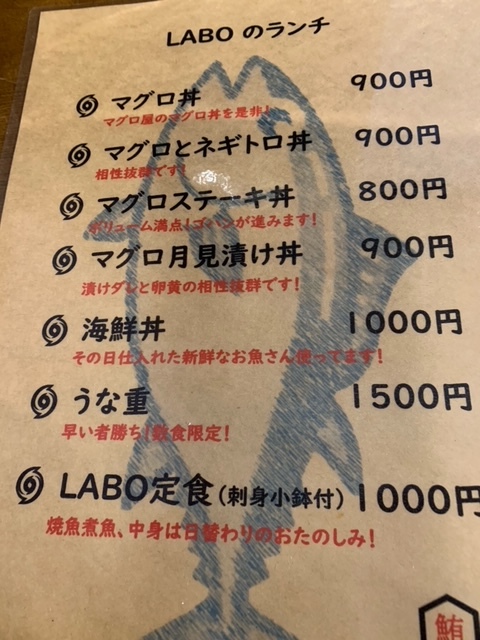 LABO のランチ
マグロ丼 900円
マグロ屋のマグロ丼を是非!
マグロとネギトロ丼 900円
相性抜群です!
マグロステーキ丼 800円
ボリューム満点!ゴハンが進みます!
マグロ月見漬け丼 900円
漬けダレと卵黄の相性抜群です!
海鮮丼 1000円
その日仕入れた新鮮なお魚さん使ってます!
うな重 1500円
早い者勝ち!数食限定!
LABO定食(刺身小鉢付) 1000円
焼魚煮魚、中身は日替わりのおたのしみ!
鮪